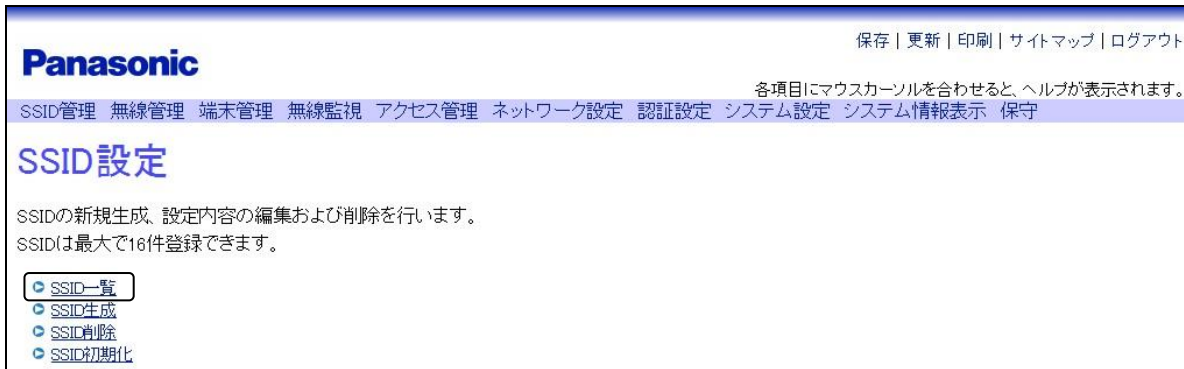 保存 | 更新 | 印刷 | サイトマップ | ログアウト
Panasonic
各項目にマウスカーソルを合わせると、ヘルプが表示されます。
SSID管理 無線管理 端末管理 無線監視 アクセス管理 ネットワーク設定 認証設定 システム設定 システム情報表示 保守
SSID設定
SSIDの新規生成、設定内容の編集および削除を行います。
SSIDは最大で16件登録できます。
SSID一覧
SSID生成
SSID削除
SSID初期化